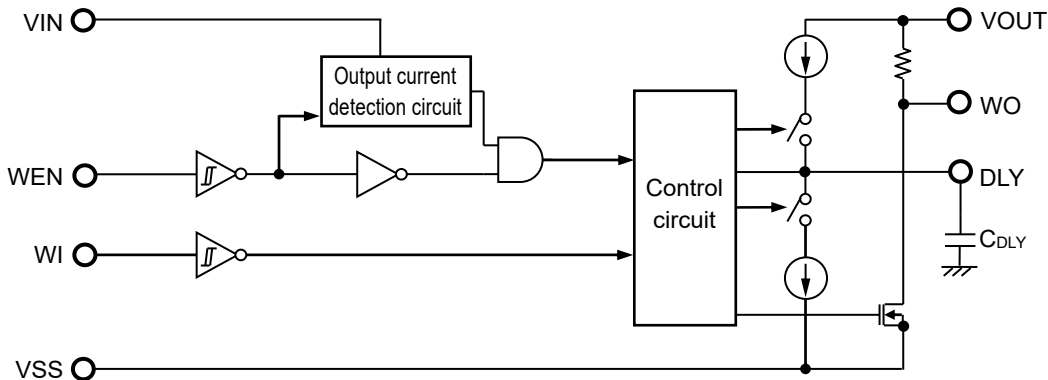 VIN
VOUT
Output current
detection circuit
WO
WEN
Control
circuit
DLY
WI
CDLY
VSS